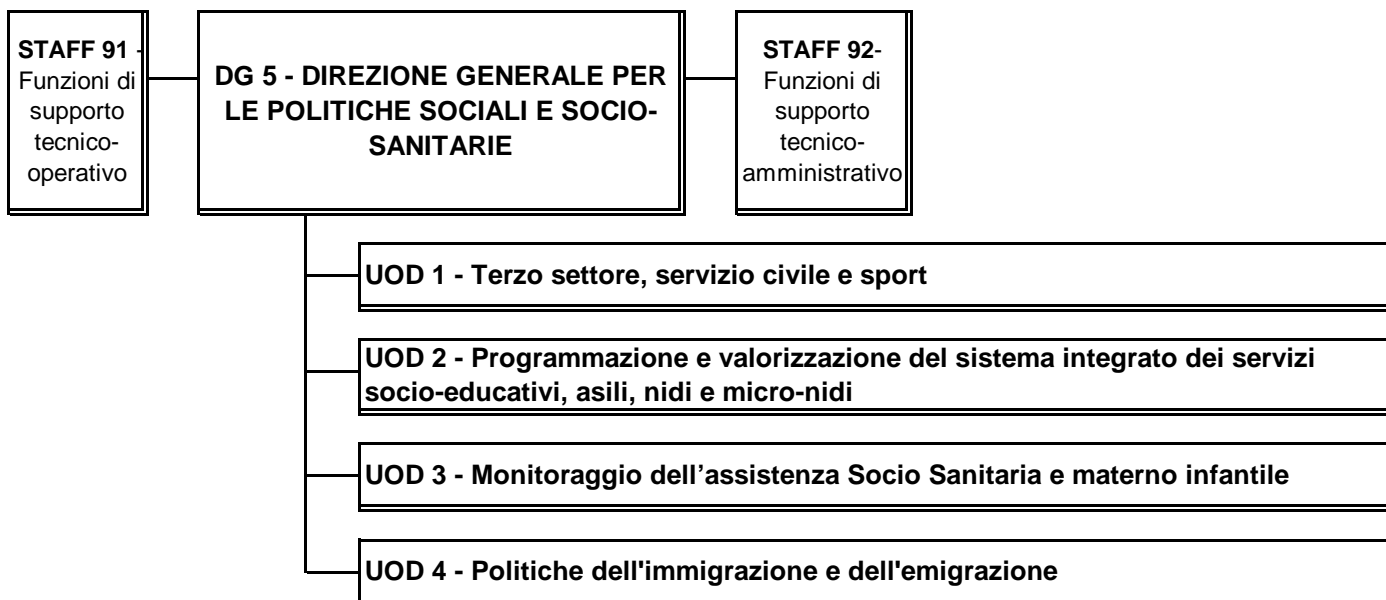 STAFF 91 -
Funzioni di
supporto
tecnico-
operativo
DG 5 - DIREZIONE GENERALE PER
LE POLITICHE SOCIALI E SOCIO-
SANITARIE
STAFF 92-
Funzioni di
supporto
tecnico-
amministrativo
UOD 1 - Terzo settore, servizio civile e sport
UOD 2 - Programmazione e valorizzazione del sistema integrato dei servizi
socio-educativi, asili, nidi e micro-nidi
UOD 3 - Monitoraggio dell’assistenza Socio Sanitaria e materno infantile
UOD 4 - Politiche dell'immigrazione e dell'emigrazione